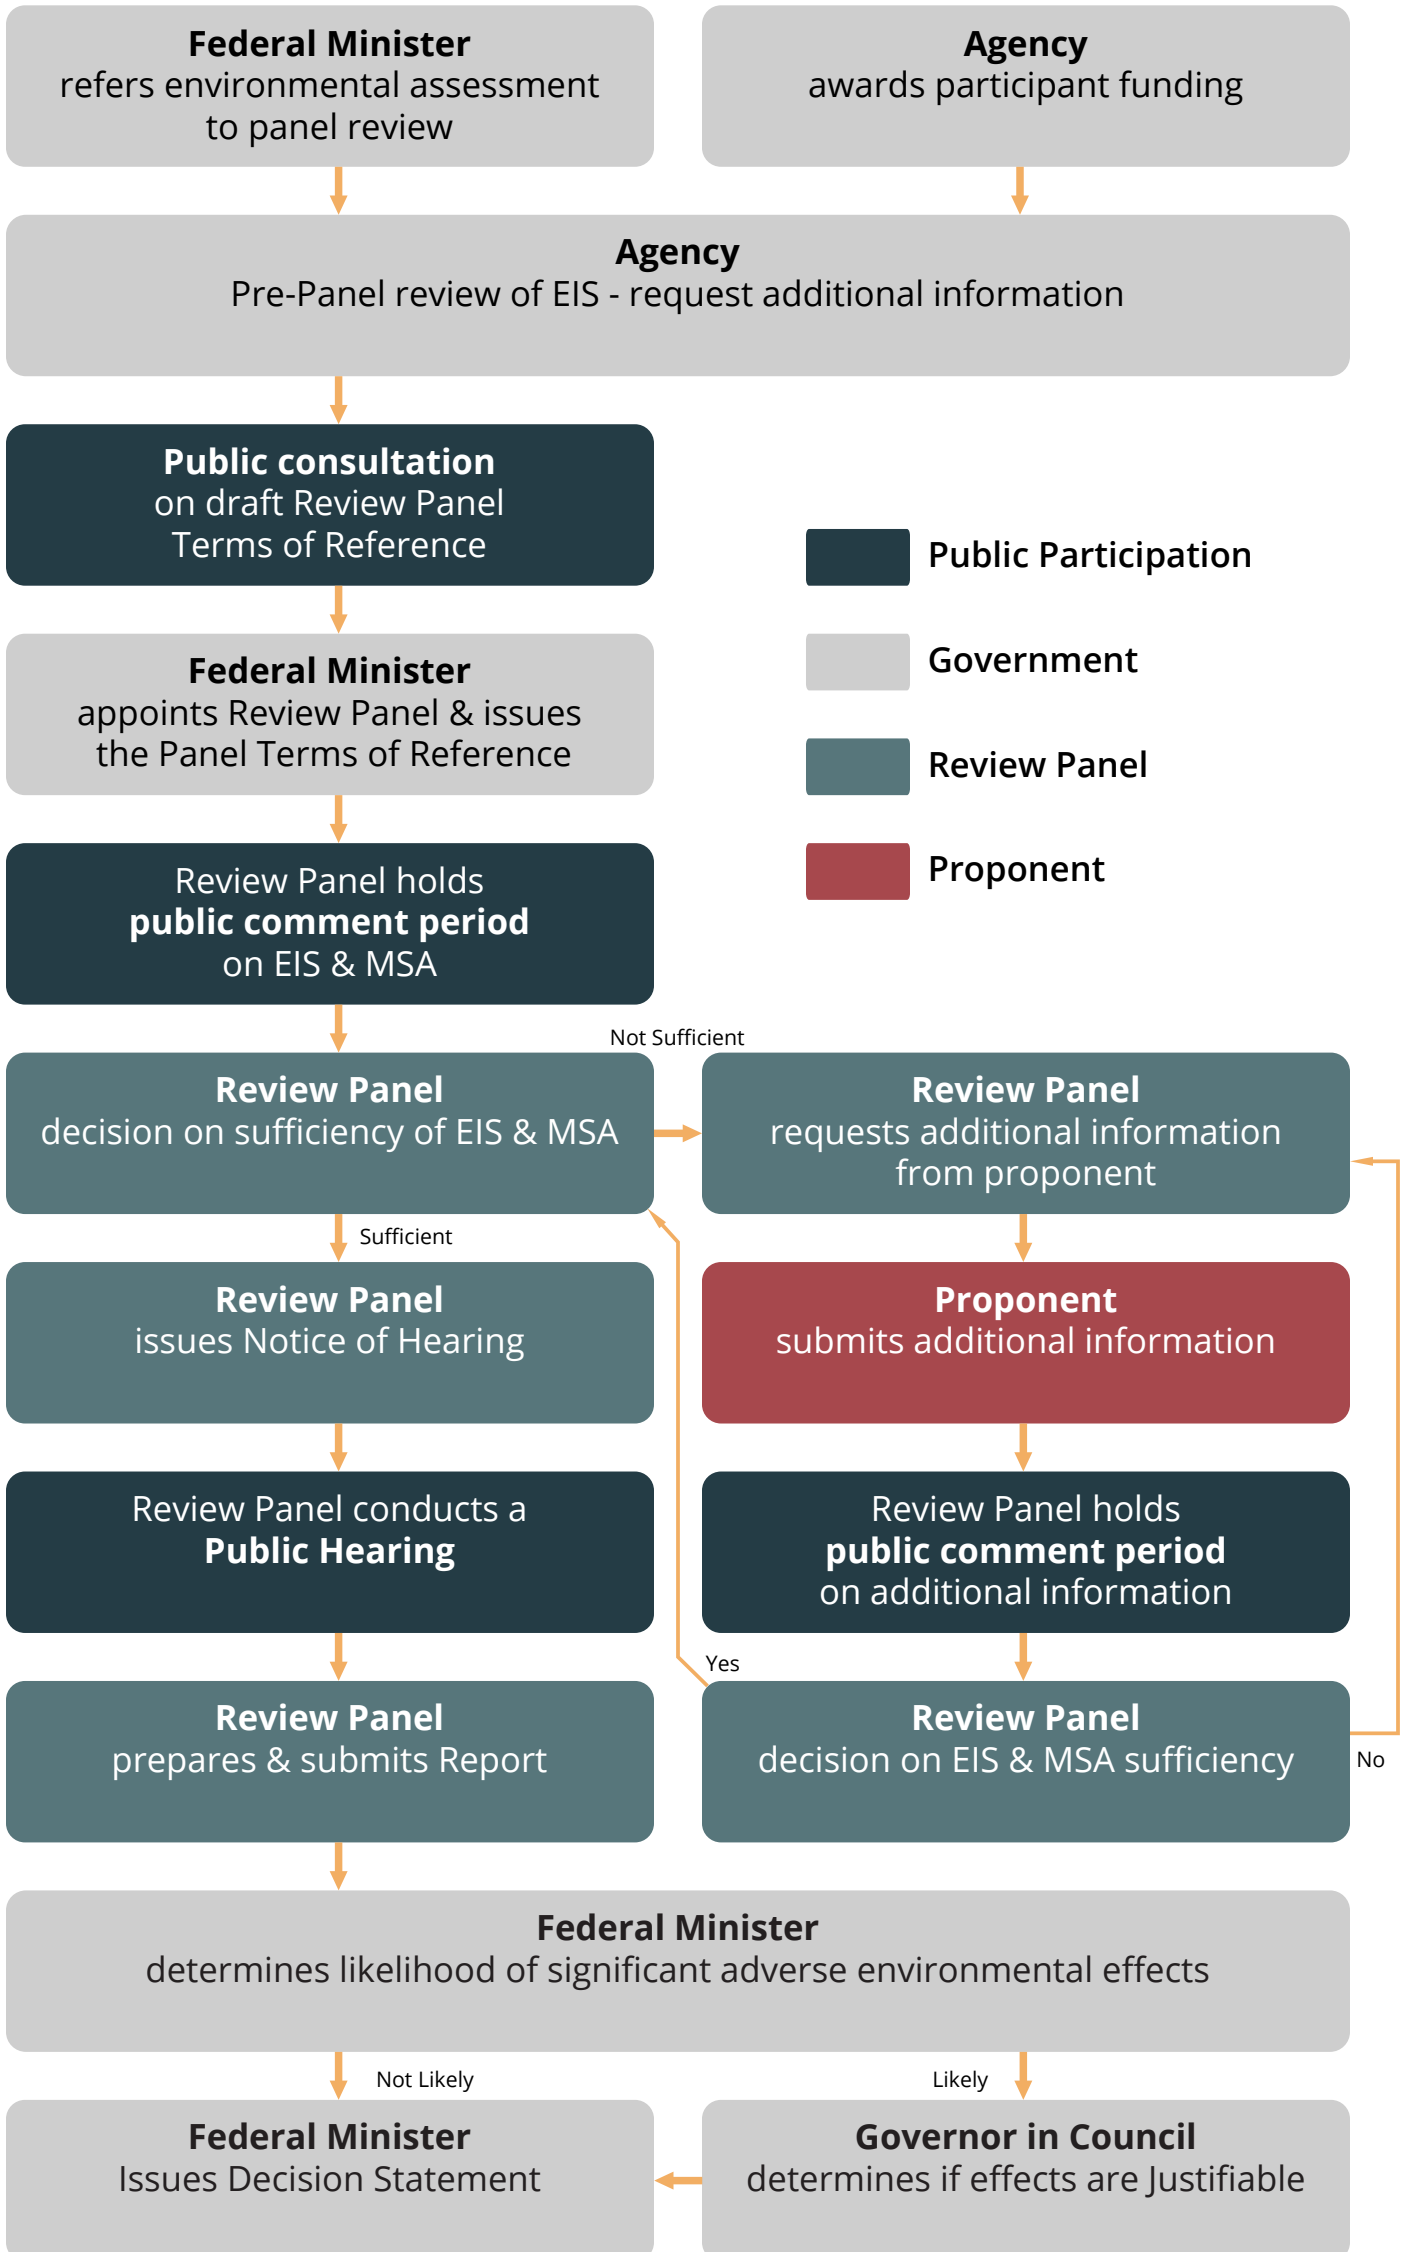 Federal Minister
refers environmental assessment
to panel review
Agency
awards participant funding
Agency
Pre-Panel review of EIS - request additional information
Public consultation
on draft Review Panel
Terms of Reference
Public Participation
Government
Review Panel
Proponent
Federal Minister
appoints Review Panel & issues
the Panel Terms of Reference
Review Panel holds
public comment period
on EIS & MSA
Not Sufficient
Review Panel
decision on sufficiency of EIS & MSA
Review Panel
requests additional information
from proponent
Sufficient
Review Panel
issues Notice of Hearing
Proponent
submits additional information
Review Panel conducts a
Public Hearing
Review Panel holds
public comment period
on additional information
Yes
Review Panel
prepares & submits Report
Review Panel
decision on EIS & MSA sufficiency
No
Federal Minister
determines likelihood of significant adverse environmental effects
Not Likely
Likely
Federal Minister
Issues Decision Statement
Governor in Council
determines if effects are Justifiable